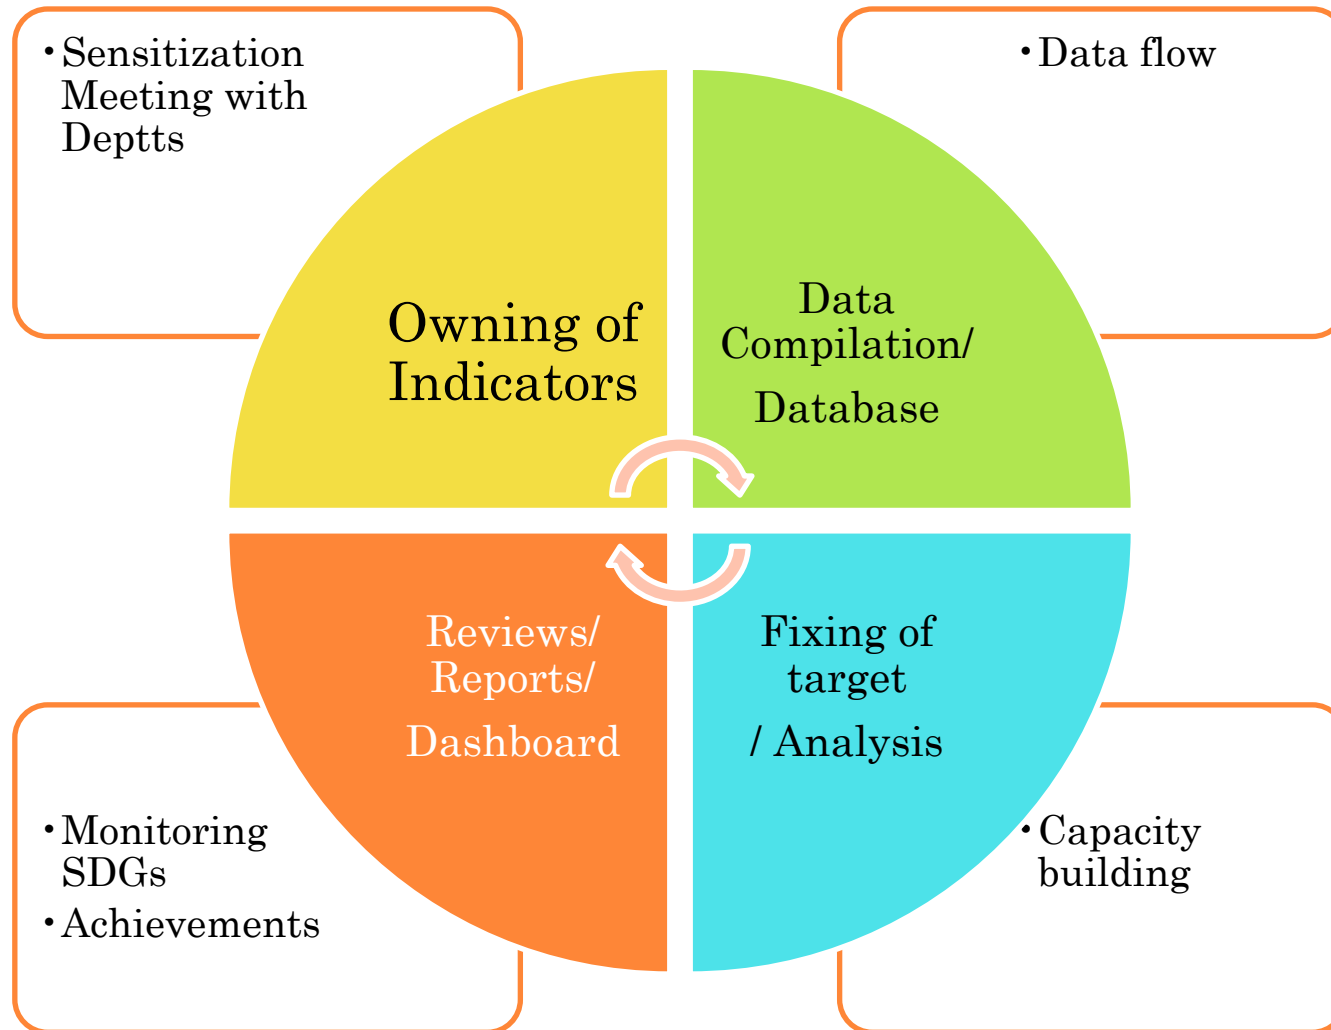 • Sensitization
Meeting with
Deptts
• Data flow
Owning of
Indicators
Data
Compilation/
Database
Reviews/
Reports/
Dashboard
Fixing of
target
/ Analysis
• Monitoring
SDGs
• Achievements
• Capacity
building